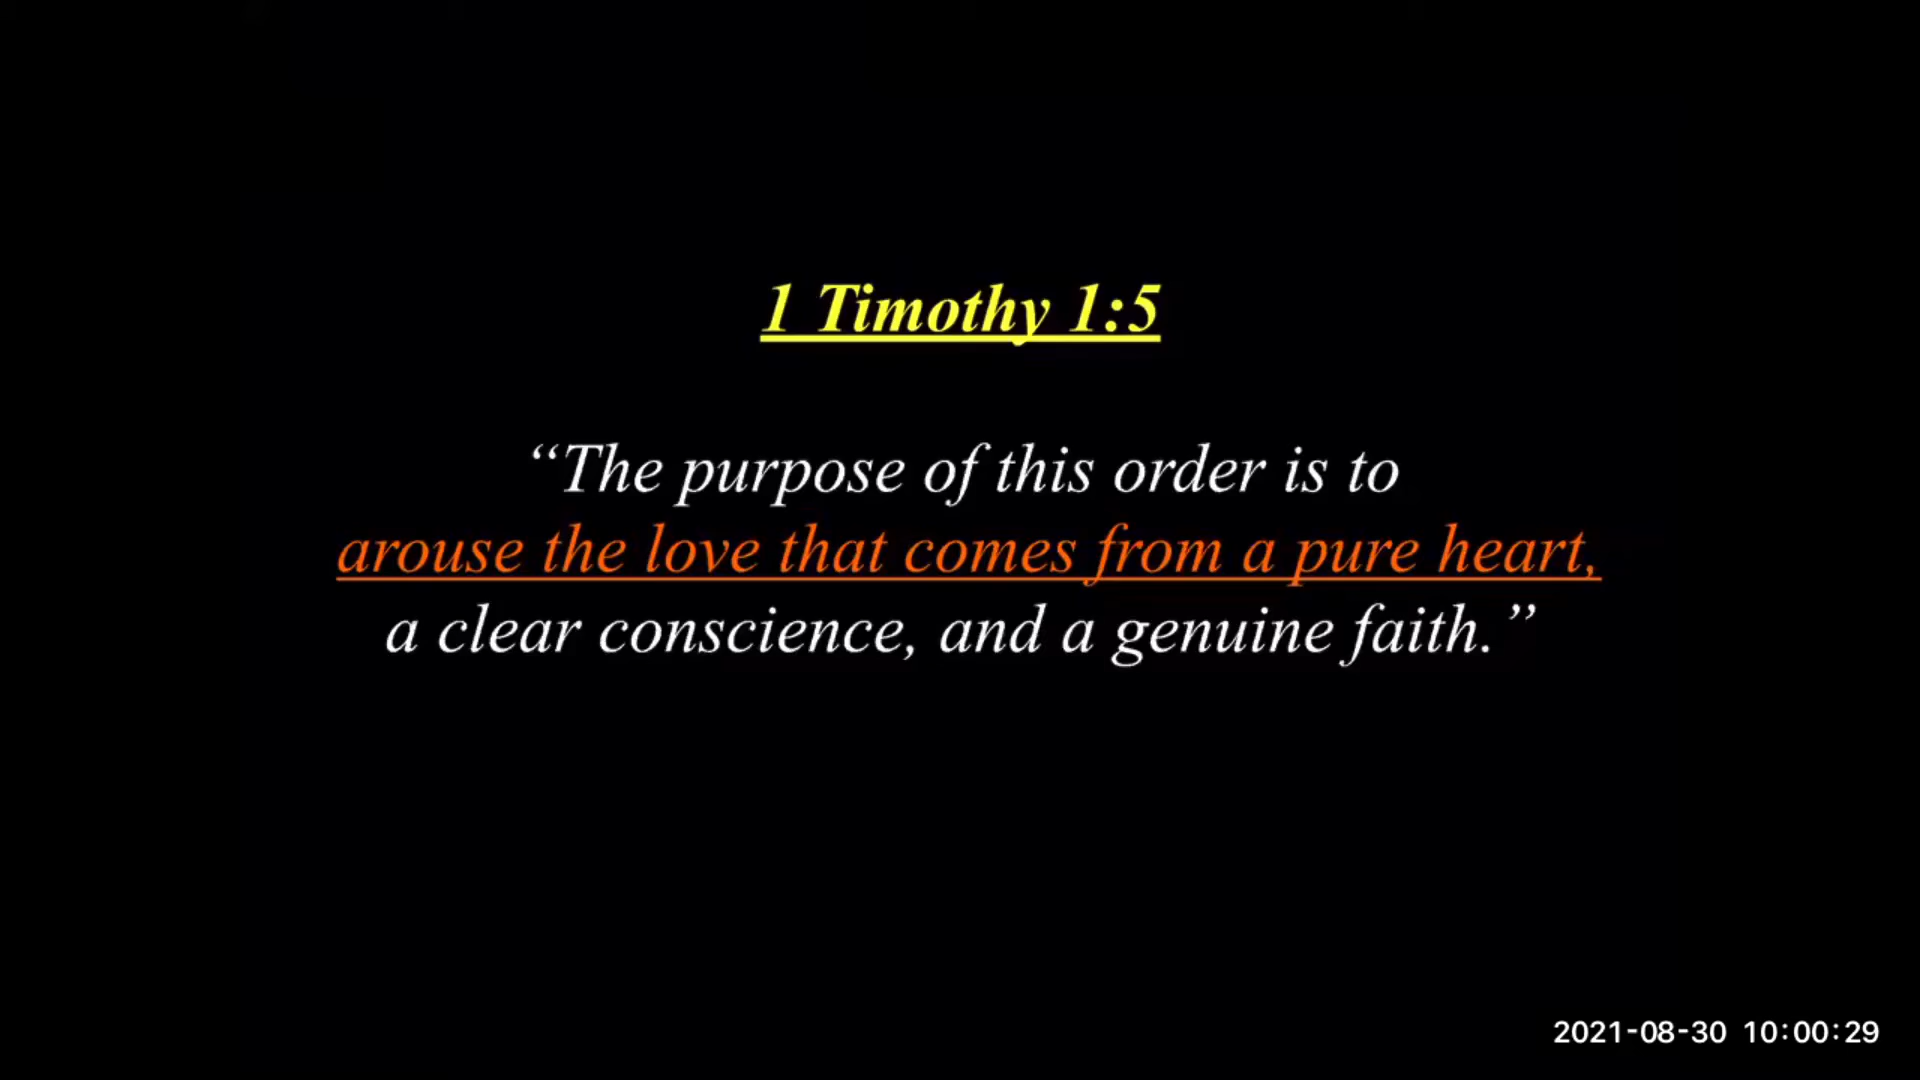 1 Timothy 1:5
“The purpose of this order is to
arouse the love that comes from a pure heart,
a clear conscience, and a genuine faith.”
2021-08-30 10:00:29